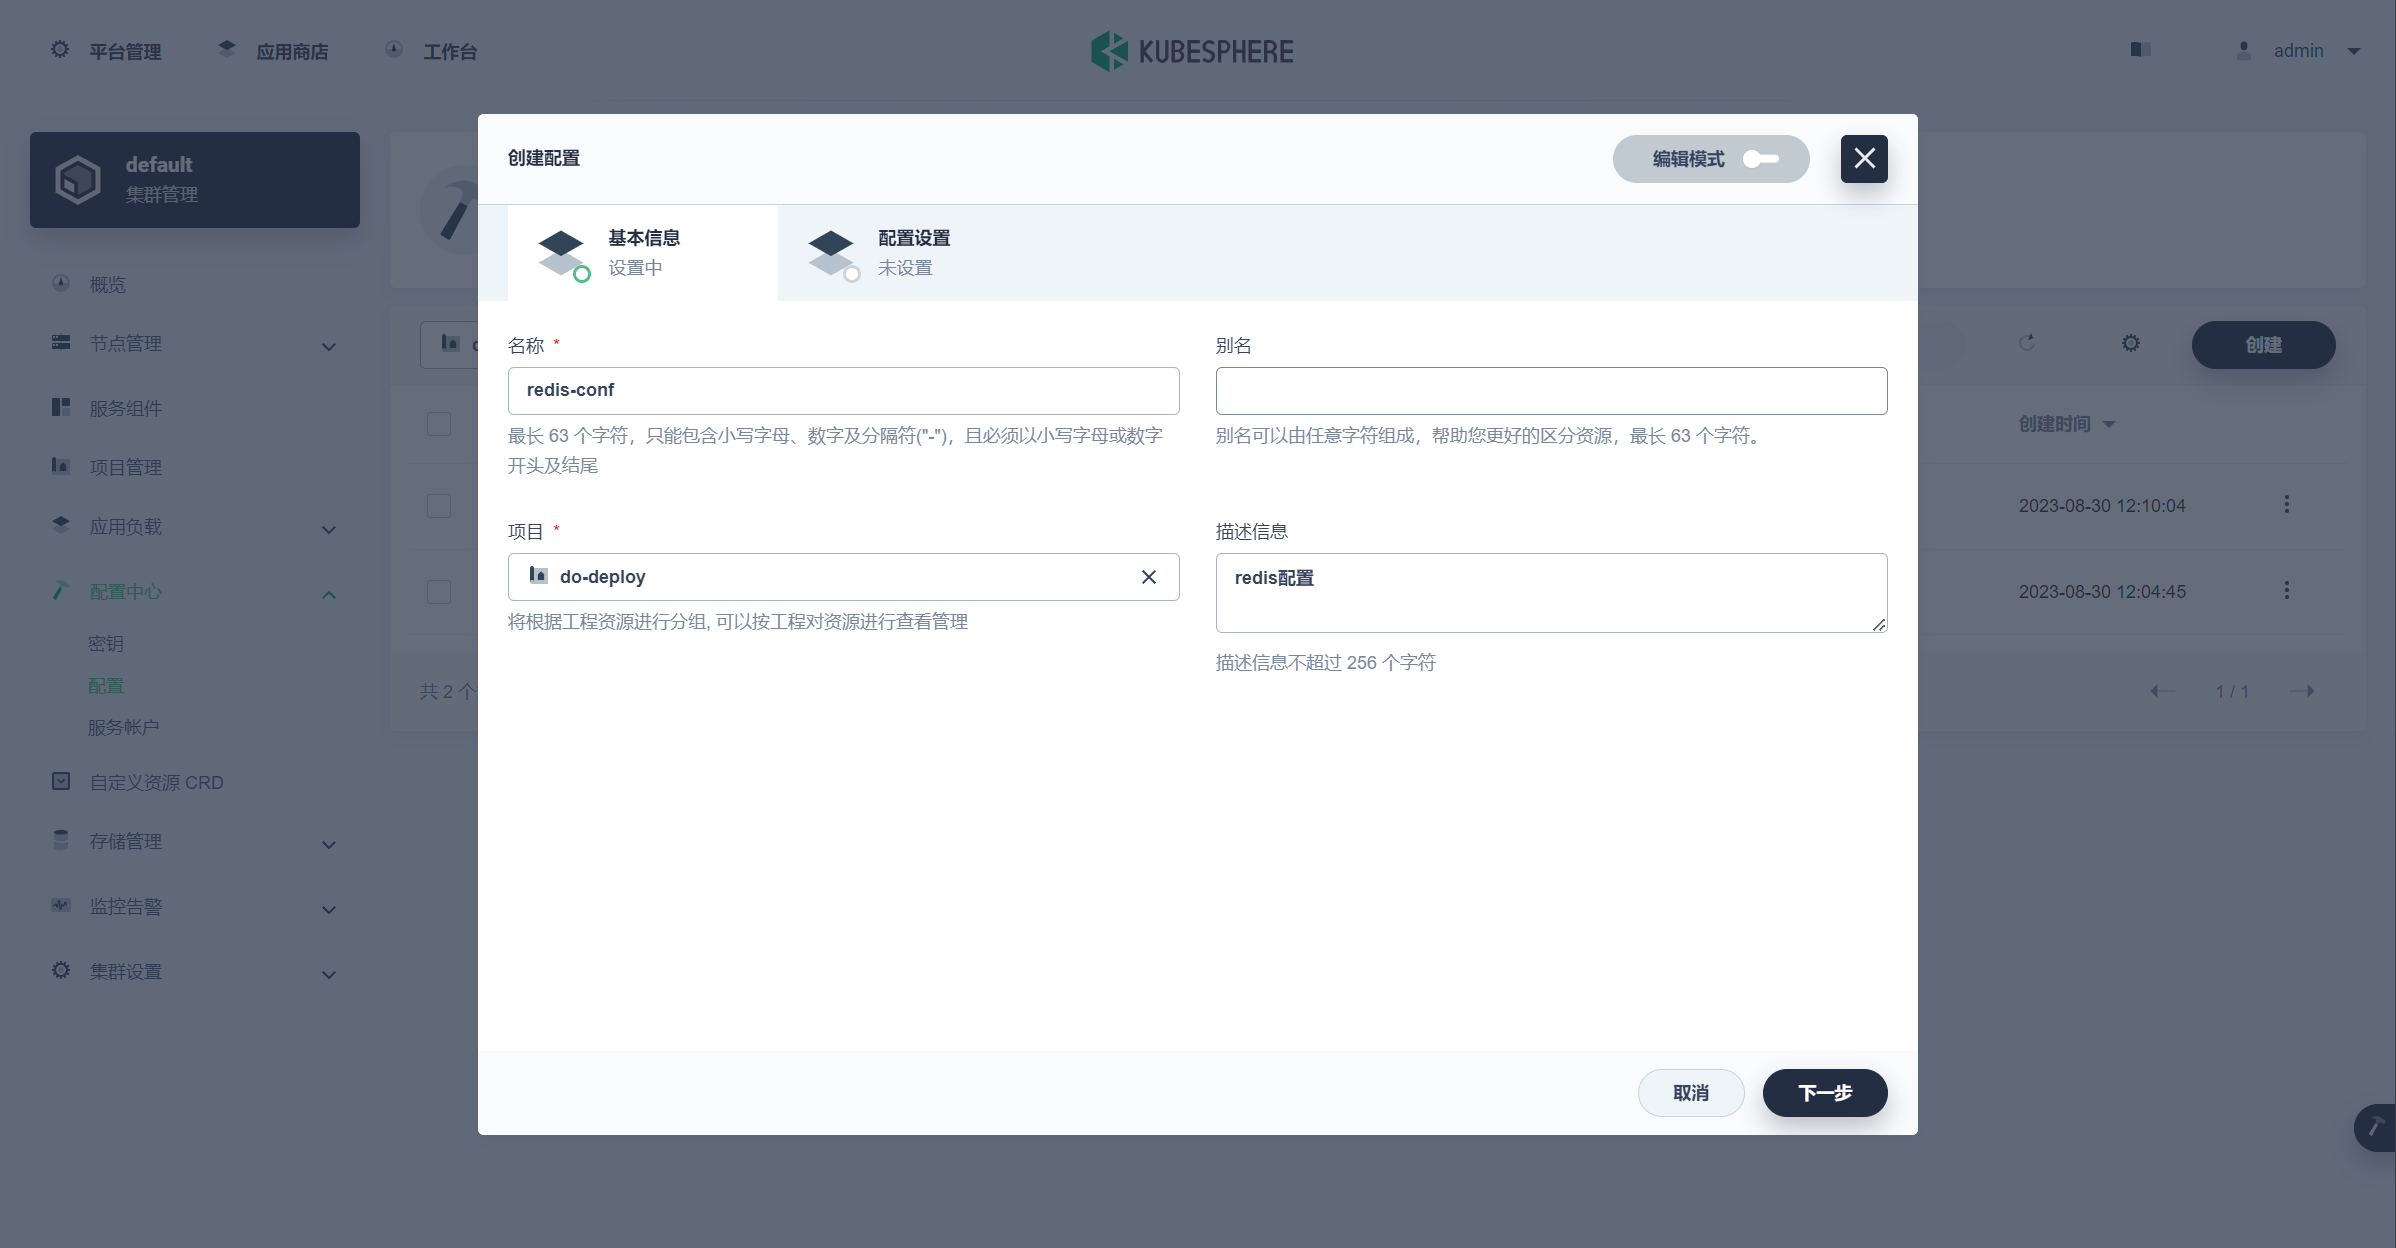 平台管理
应用商店
工作台
KUBESPHERE
admin
default
集群管理
概览
节点管理
服务组件
项目管理
应用负载
配置中心
密钥
配置
服务帐户
自定义资源 CRD
存储管理
监控告警
集群设置
创建配置
编辑模式
基本信息
设置中
配置设置
未设置
名称 *
redis-conf
最长 63 个字符，只能包含小写字母、数字及分隔符("-")，且必须以小写字母或数字
开头及结尾
别名
别名可以由任意字符组成，帮助您更好的区分资源，最长 63 个字符。
项目 *
do-deploy
将根据工程资源进行分组, 可以按工程对资源进行查看管理
描述信息
redis配置
描述信息不超过 256 个字符
取消
下一步
创建
创建时间
2023-08-30 12:10:04
2023-08-30 12:04:45
共 2 个
1 / 1